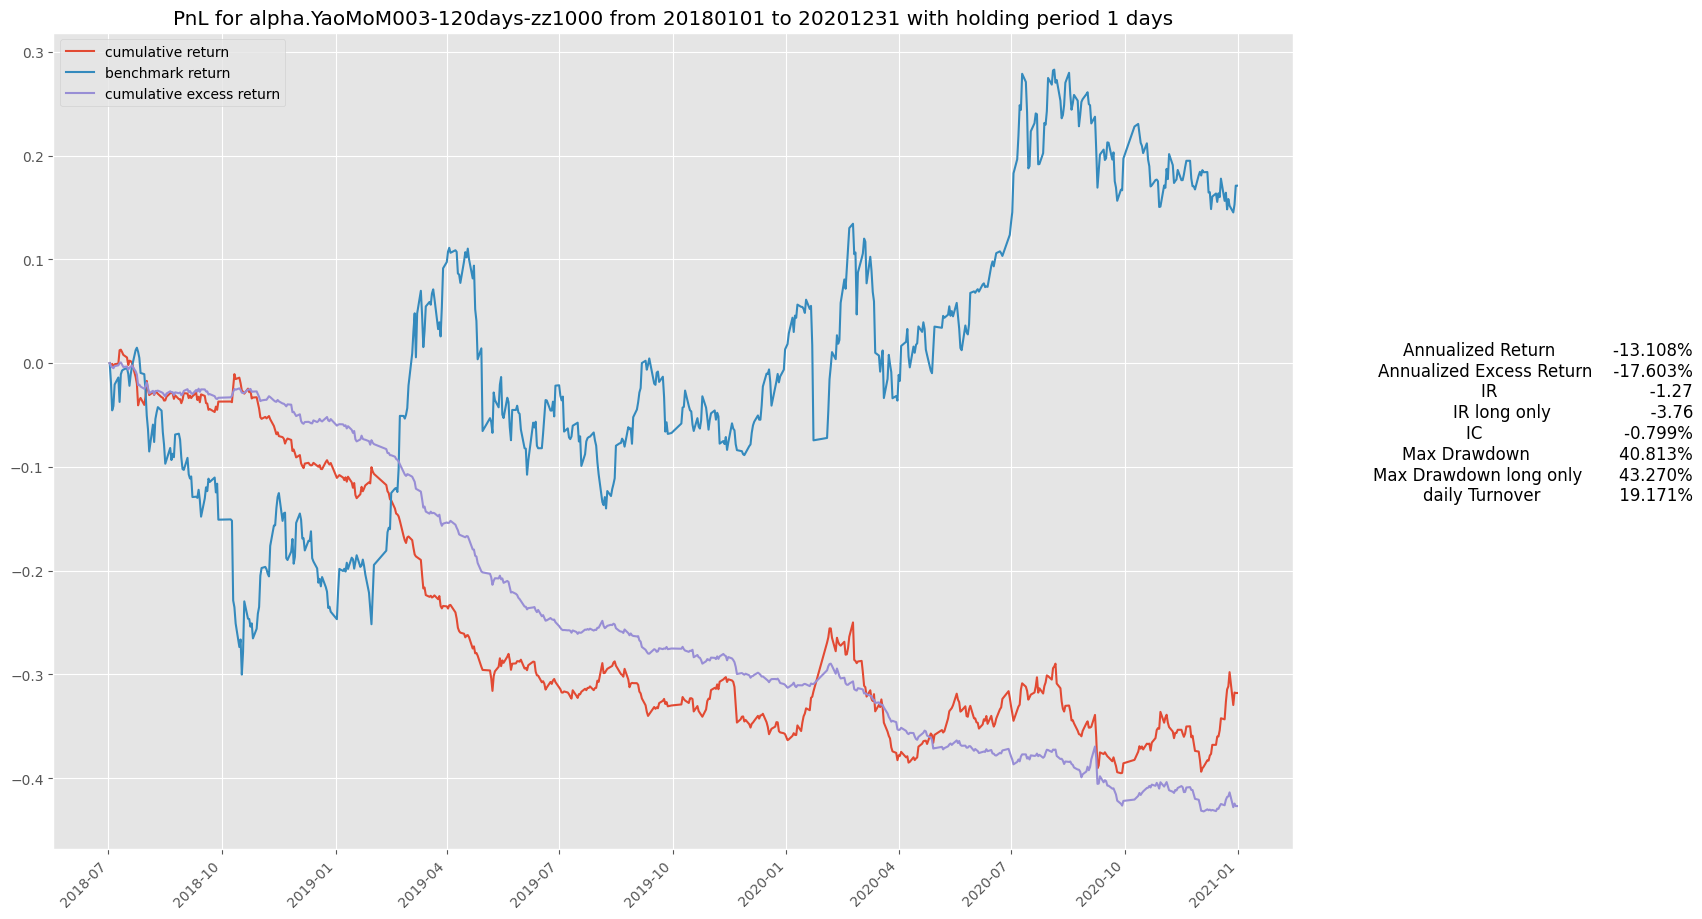 PnL for alpha.YaoMoM003-120days-zz1000 from 20180101 to 20201231 with holding period 1 days
cumulative return
benchmark return
cumulative excess return
0.3
0.2
0.1
0.0
−0.1
−0.2
−0.3
−0.4
2018-07
2018-10
2019-01
2019-04
2019-07
2019-10
2020-01
2020-04
2020-07
2020-10
2021-01
Annualized Return -13.108%
Annualized Excess Return -17.603%
IR -1.27
IR long only -3.76
IC -0.799%
Max Drawdown 40.813%
Max Drawdown long only 43.270%
daily Turnover 19.171%